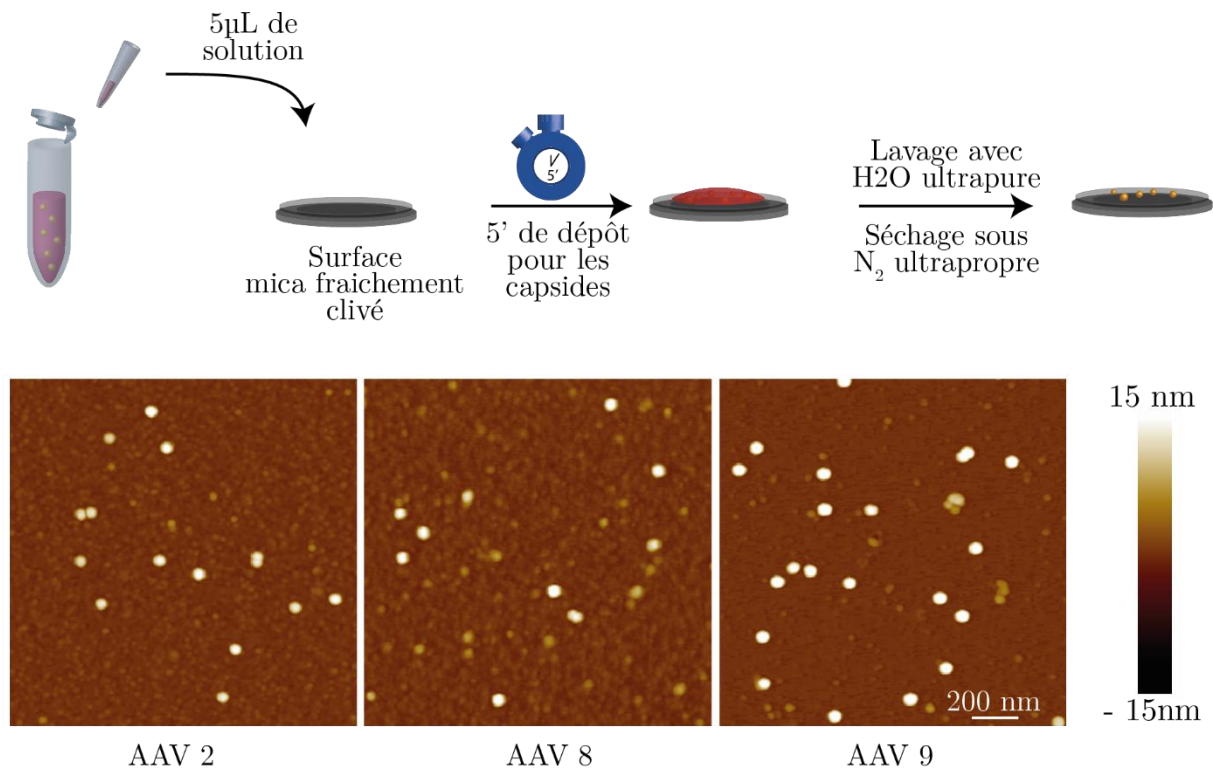 5µL de
solution
V
5'
Surface
mica fraichement
clivé
5' de dépôt
pour les
capsides
Lavage avec
H2O ultrapure
Séchage sous
N₂ ultrapropre
15 nm
- 15nm
200 nm
AAV 2
AAV 8
AAV 9